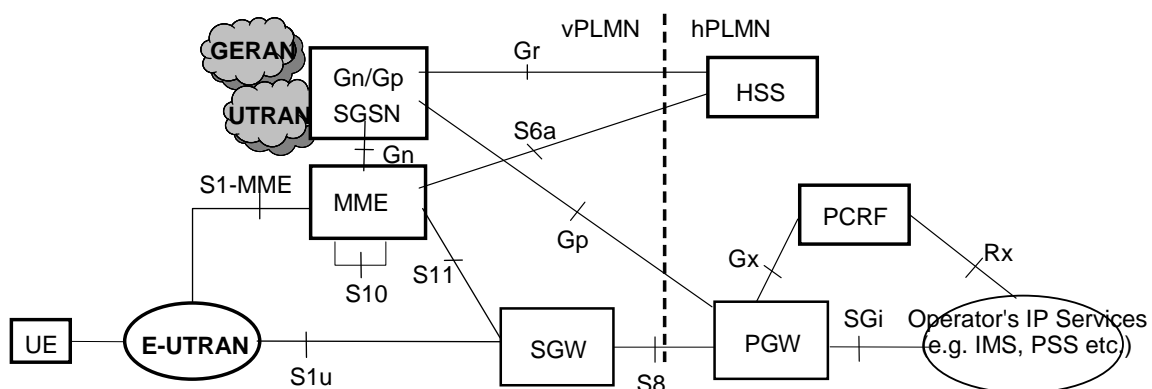 vPLMN
hPLMN
GERAN
Gr
Gn/Gp
SGSN
HSS
UTRAN
S6a
Gn
S1-MME
MME
PCRF
Gp
Gx
Rx
S11
S10
Operator's IP Services
e.g. IMS, PSS etc.)
SGi
UE
E-UTRAN
SGW
PGW
S1u
S8